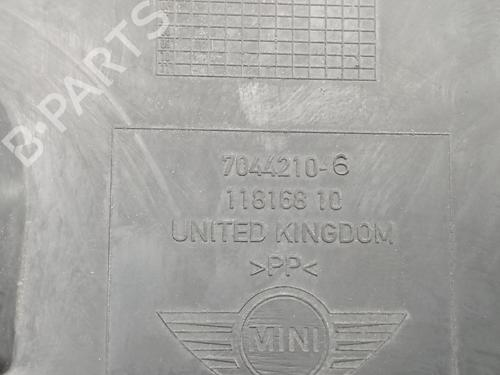 B-PARTS
7044210-6
118168 10
UNITED KINGDOM
>PP<
MINI